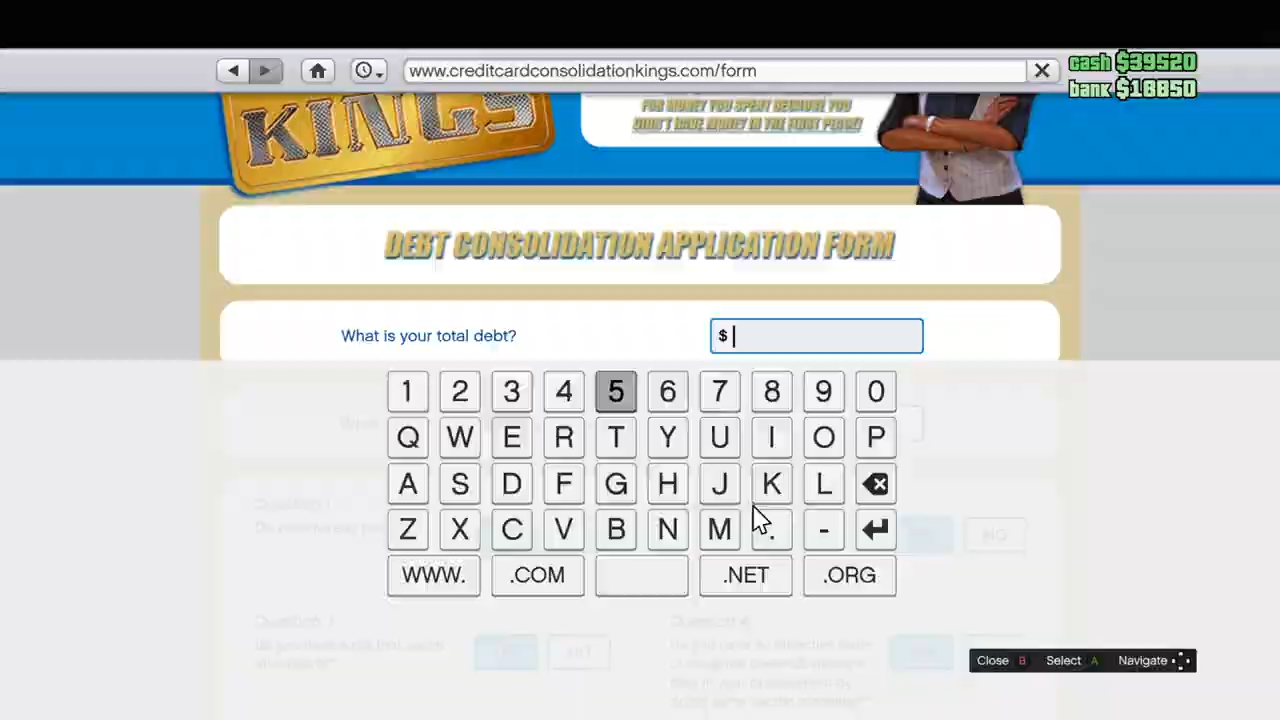 www.creditcardconsolidationkings.com/form
cash $39520
bank $18850
KINGS
FOR MONEY YOU SPENT BECAUSE YOU
DIDN'T HAVE MONEY IN THE FIRST PLACE!
DEBT CONSOLIDATION APPLICATION FORM
What is your total debt?
$
1 2 3 4 5 6 7 8 9 0
Q W E R T Y U I O P
A S D F G H J K L
Z X C V B N M . -
WWW. .COM .NET .ORG
NO
Question
Close B Select A Navigate